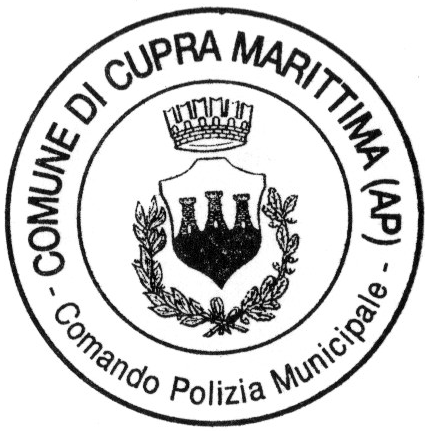 COMUNE DI CUPRA MARITTIMA (AP)
- Comando Polizia Municipale -